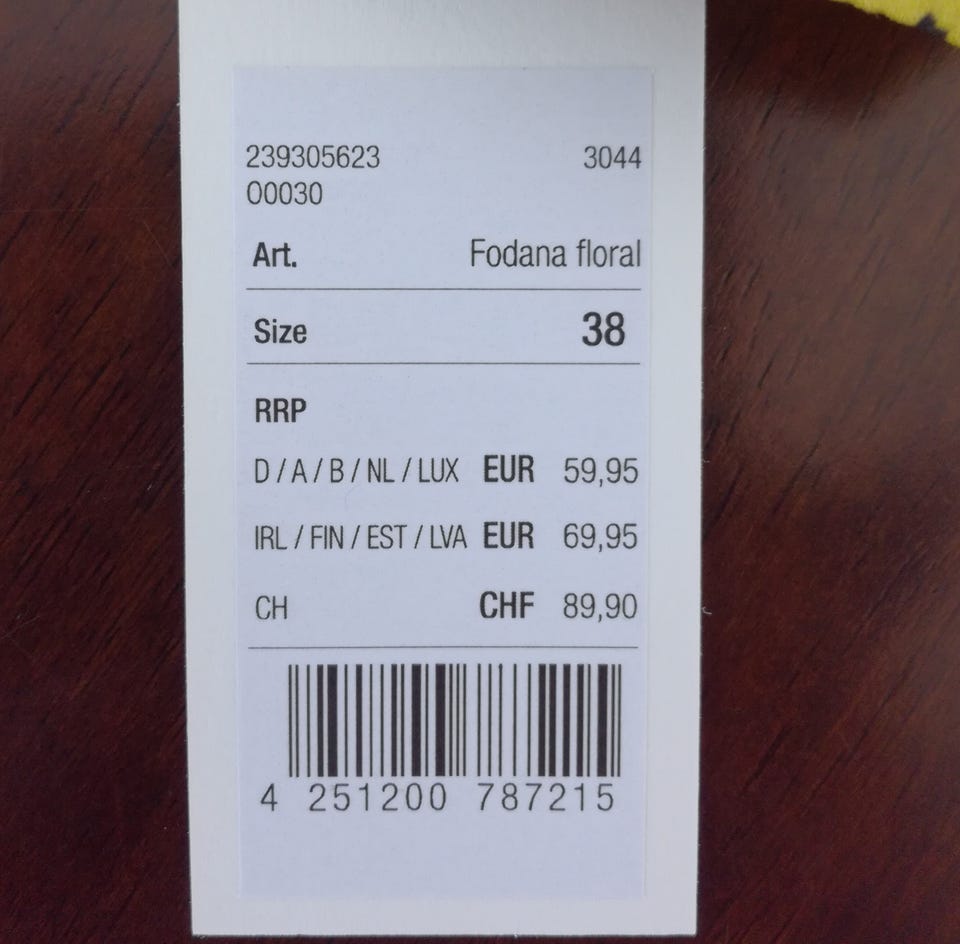 239305623 3044
00030
Art. Fodana floral
Size 38
RRP
D / A / B / NL / LUX EUR 59,95
IRL / FIN / EST / LVA EUR 69,95
CH CHF 89,90
4 251200 787215